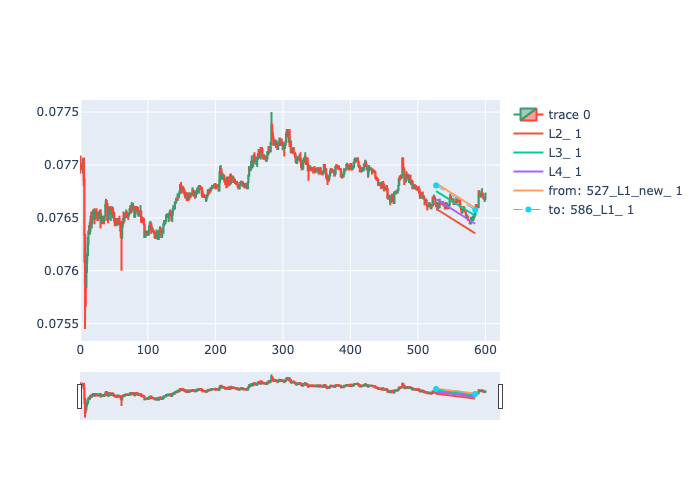 0.0775
0.077
0.0765
0.076
0.0755
0
100
200
300
400
500
600
trace 0
L2_ 1
L3_ 1
L4_ 1
from: 527_L1_new_ 1
to: 586_L1_ 1